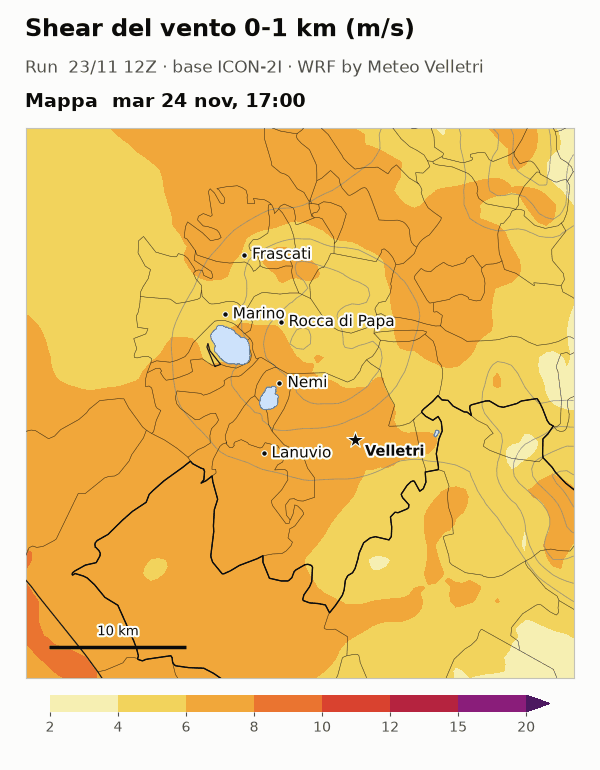 Shear del vento 0-1 km (m/s)
Run  23/11 12Z · base ICON-2I · WRF by Meteo Velletri
Mappa  mar 24 nov, 17:00
Frascati
Marino
Rocca di Papa
Nemi
Velletri
Lanuvio
10 km
2 4 6 8 10 12 15 20